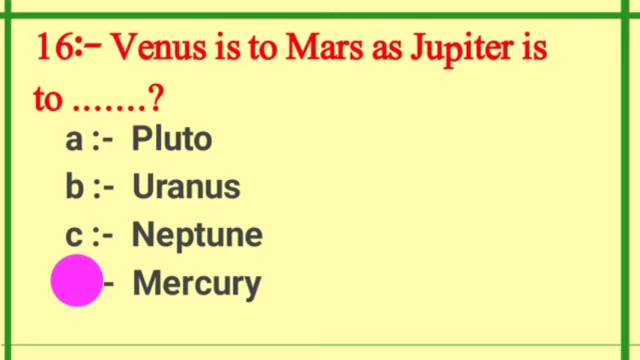 16:- Venus is to Mars as Jupiter is
to .......?
a :- Pluto
b :- Uranus
c :- Neptune
- Mercury